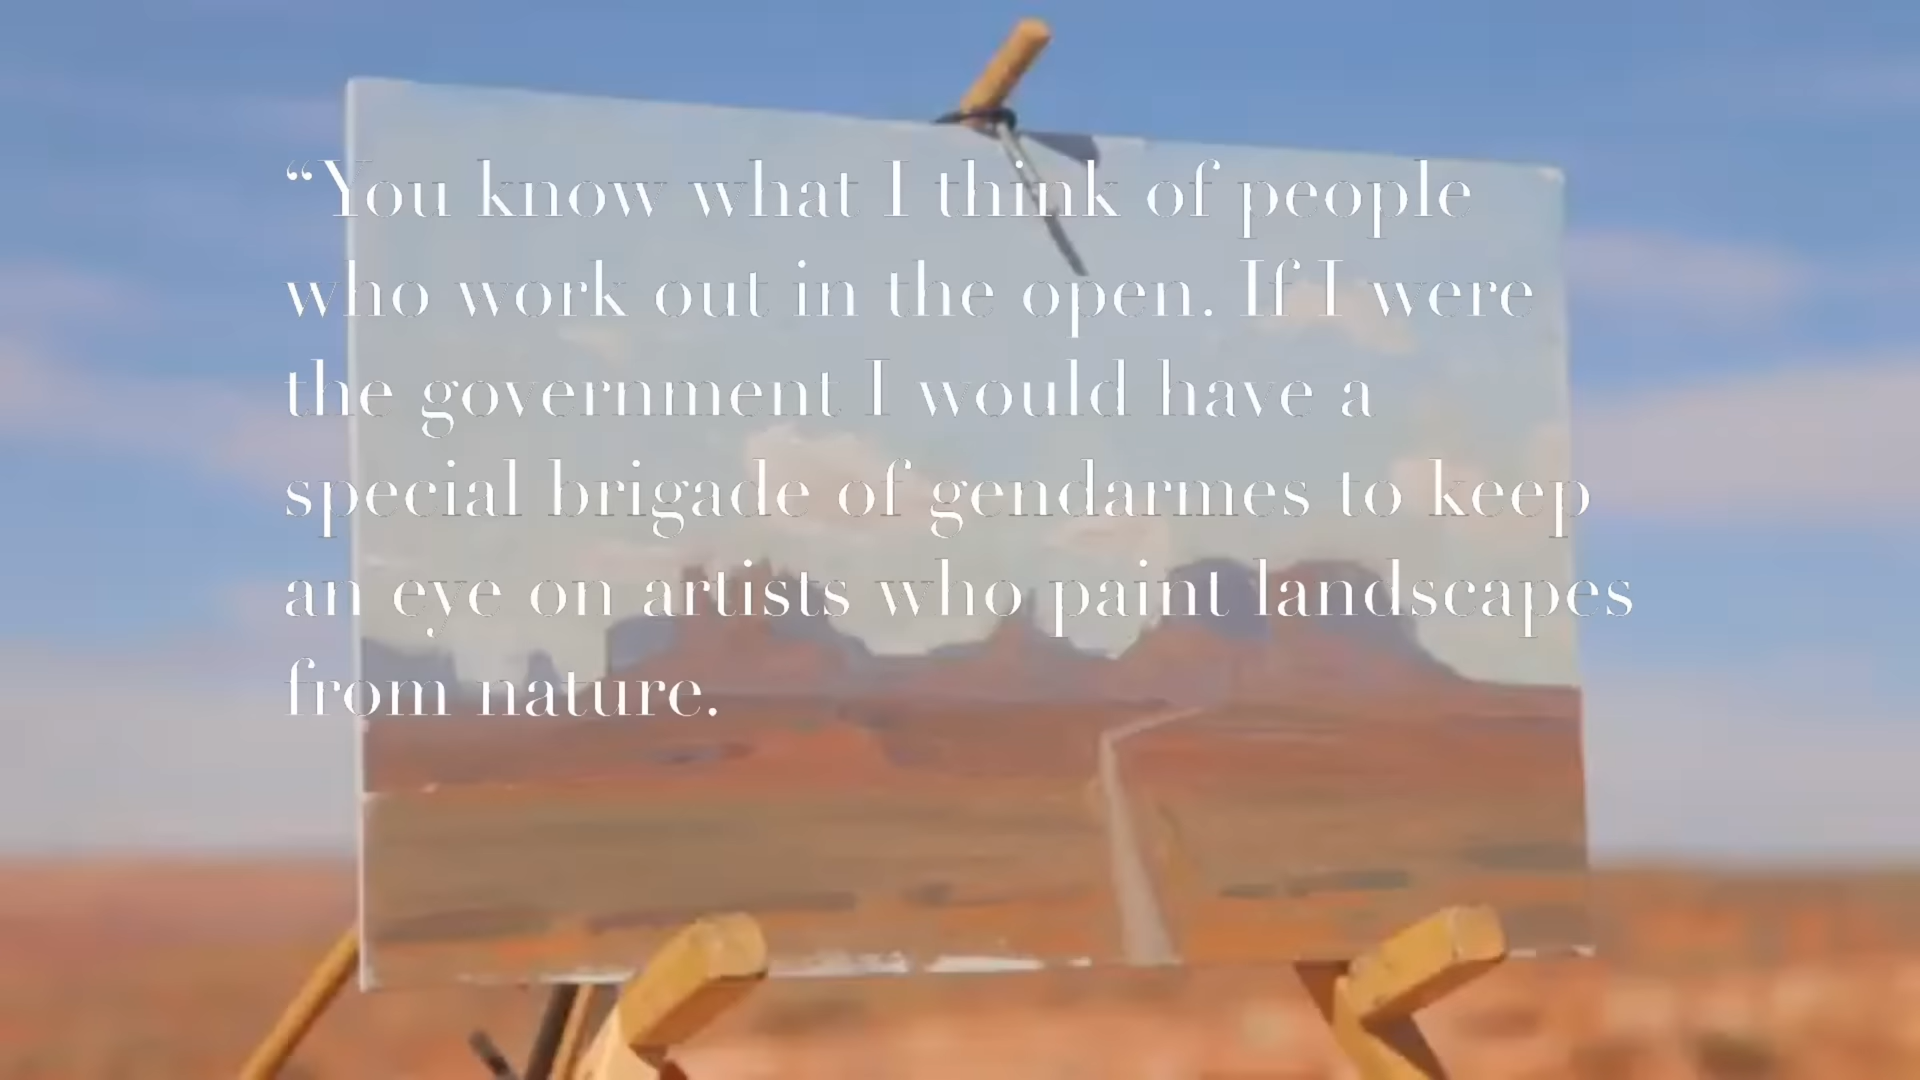 “You know what I think of people
who work out in the open. If I were
the government I would have a
special brigade of gendarmes to keep
an eye on artists who paint landscapes
from nature.